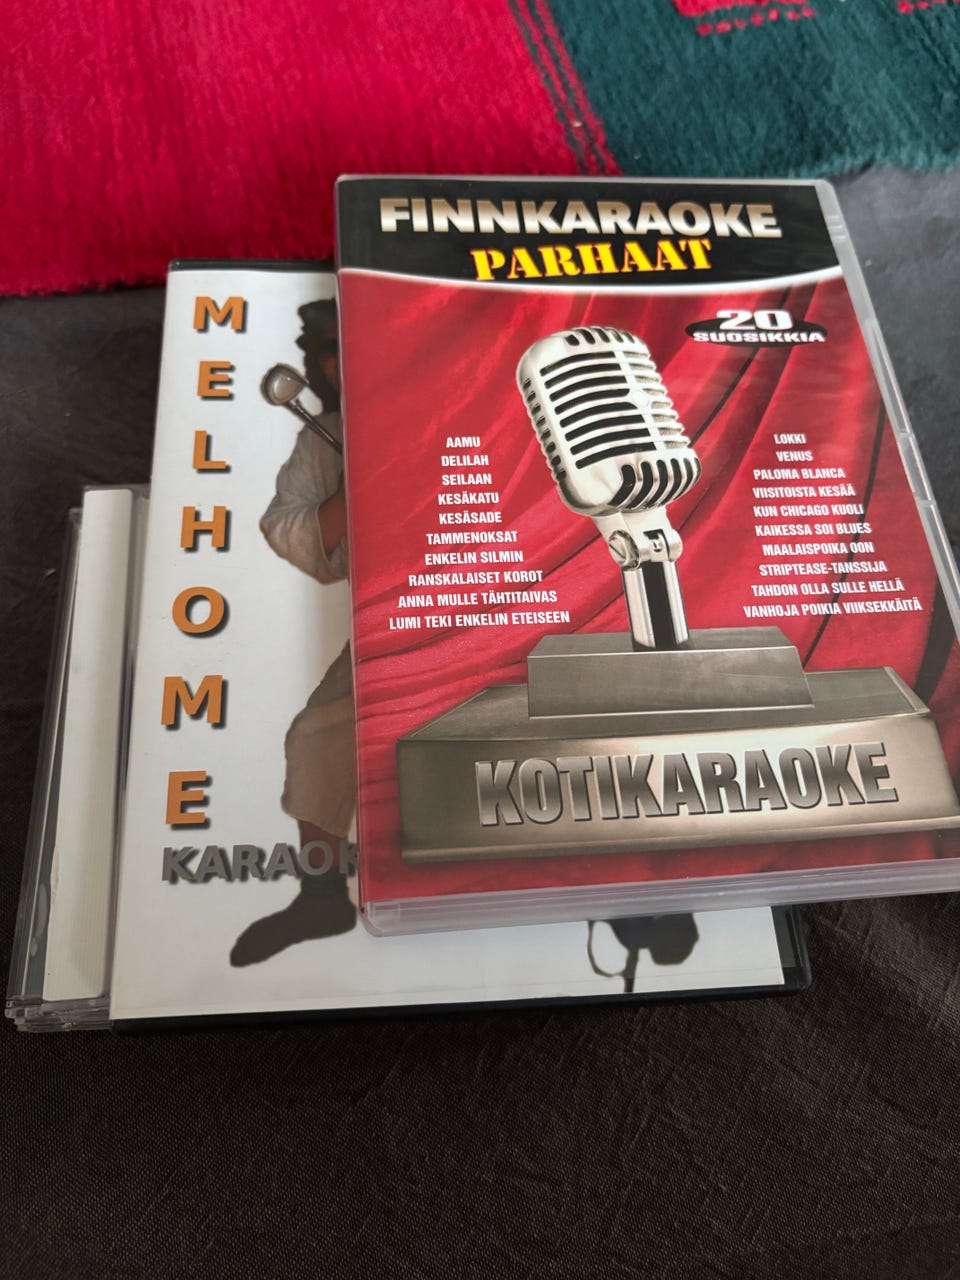 FINNKARAOKE
PARHAAT
20
SUOSIKKIA
AAMU
DELILAH
SEILAAN
KESÄKATU
KESÄSADE
TAMMENOKSAT
ENKELIN SILMIN
RANSKALAISET KOROT
ANNA MULLE TÄHTITAIVAS
LUMI TEKI ENKELIN ETEISEEN
LOKKI
VENUS
PALOMA BLANCA
VIISITOISTA KESÄÄ
KUN CHICAGO KUOLI
KAIKESSA SOI BLUES
MAALAISPOIKA OON
STRIPTEASE-TANSSIJA
TAHDON OLLA SULLE HELLÄ
VANHOJA POIKIA VIIKSEKKÄITÄ
KOTIKARAOKE
M
E
L
H
O
M
E
KARAOK